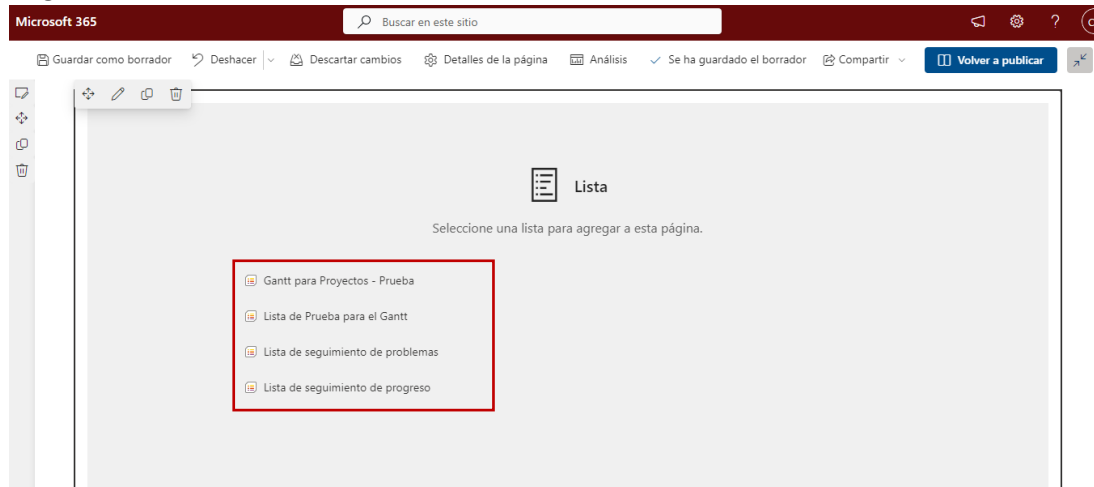 Microsoft 365
Buscar en este sitio
?
Guardar como borrador Deshacer Descartar cambios Detalles de la página Análisis Se ha guardado el borrador Compartir Volver a publicar
Lista
Seleccione una lista para agregar a esta página.
Gantt para Proyectos - Prueba
Lista de Prueba para el Gantt
Lista de seguimiento de problemas
Lista de seguimiento de progreso